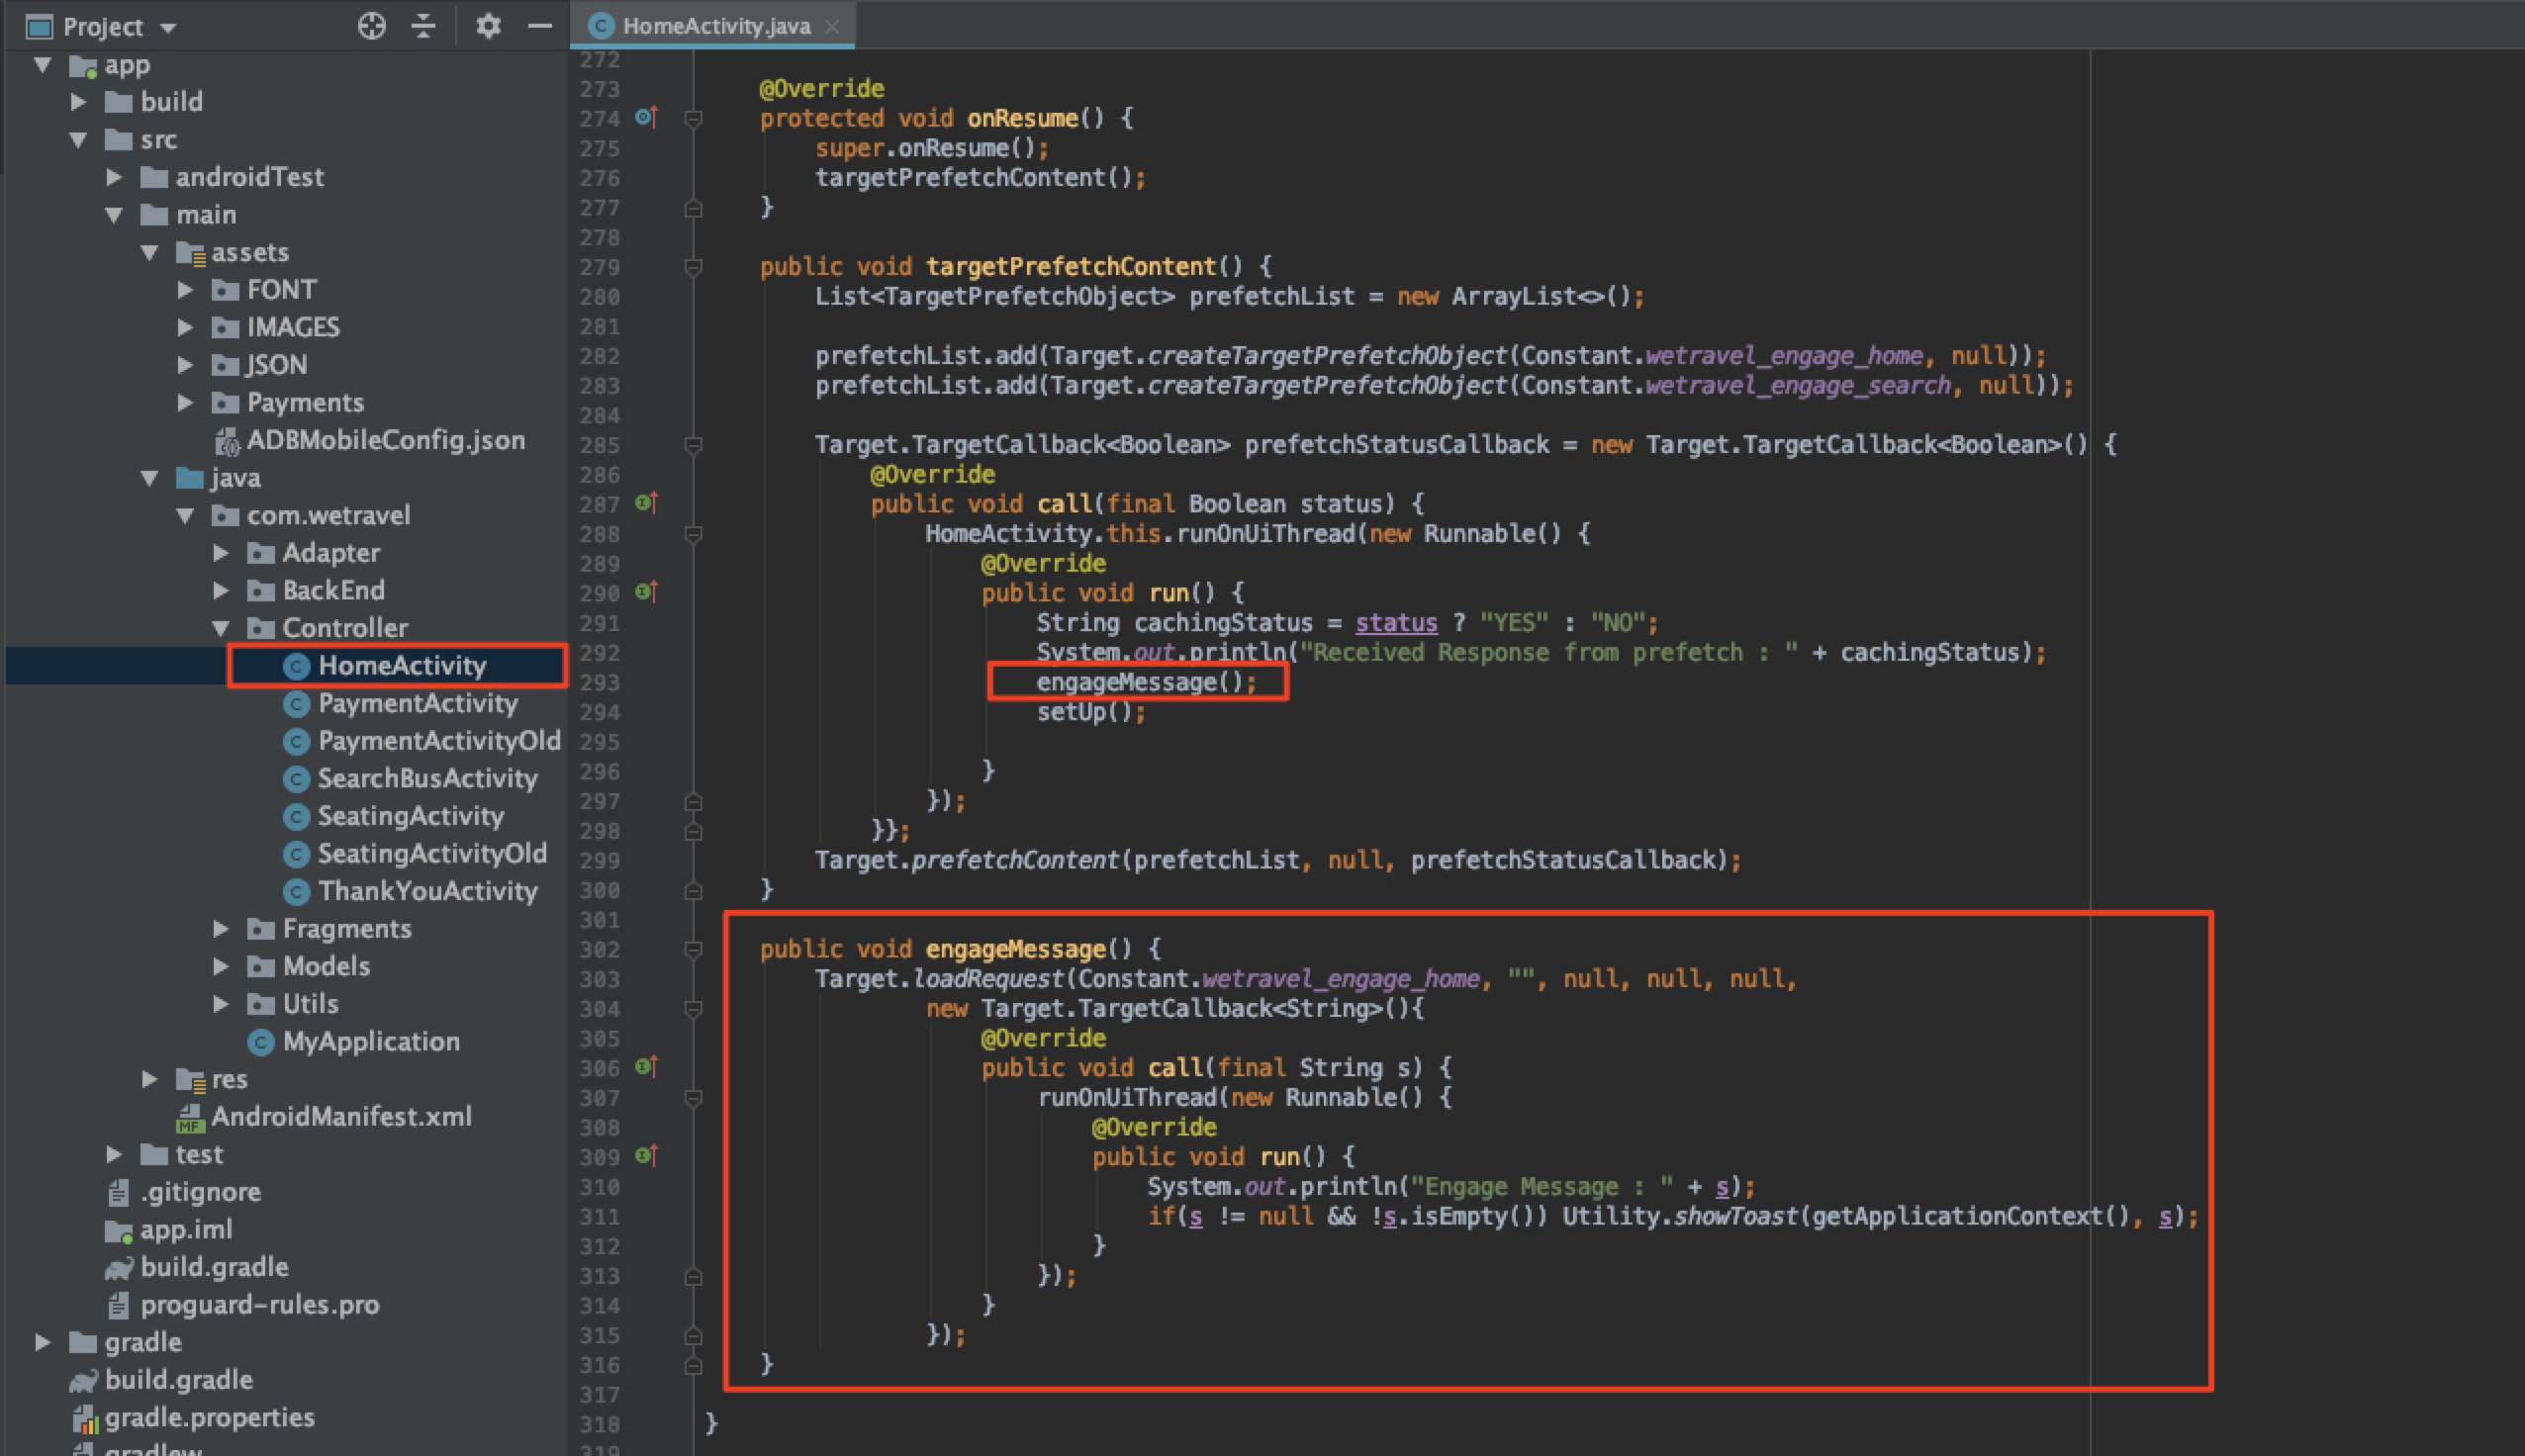 Project
app
build
src
androidTest
main
assets
FONT
IMAGES
JSON
Payments
ADBMobileConfig.json
java
com.wetravel
Adapter
BackEnd
Controller
HomeActivity
PaymentActivity
PaymentActivityOld
SearchBusActivity
SeatingActivity
SeatingActivityOld
ThankYouActivity
Fragments
Models
Utils
MyApplication
res
AndroidManifest.xml
test
.gitignore
app.iml
build.gradle
proguard-rules.pro
gradle
build.gradle
gradle.properties
gradlew
HomeActivity.java
272
273 @Override
274 protected void onResume() {
275 super.onResume();
276 targetPrefetchContent();
277 }
278
279 public void targetPrefetchContent() {
280 List<TargetPrefetchObject> prefetchList = new ArrayList<>();
281
282 prefetchList.add(Target.createTargetPrefetchObject(Constant.wetravel_engage_home, null));
283 prefetchList.add(Target.createTargetPrefetchObject(Constant.wetravel_engage_search, null));
284
285 Target.TargetCallback<Boolean> prefetchStatusCallback = new Target.TargetCallback<Boolean>() {
286 @Override
287 public void call(final Boolean status) {
288 HomeActivity.this.runOnUiThread(new Runnable() {
289 @Override
290 public void run() {
291 String cachingStatus = status ? "YES" : "NO";
292 System.out.println("Received Response from prefetch : " + cachingStatus);
293 engageMessage();
294 setUp();
295
296 }
297 });
298 }};
299 Target.prefetchContent(prefetchList, null, prefetchStatusCallback);
300 }
301
302 public void engageMessage() {
303 Target.loadRequest(Constant.wetravel_engage_home, "", null, null, null,
304 new Target.TargetCallback<String>(){
305 @Override
306 public void call(final String s) {
307 runOnUiThread(new Runnable() {
308 @Override
309 public void run() {
310 System.out.println("Engage Message : " + s);
311 if(s != null && !s.isEmpty()) Utility.showToast(getApplicationContext(), s);
312 }
313 });
314 }
315 });
316 }
317
318 }
319